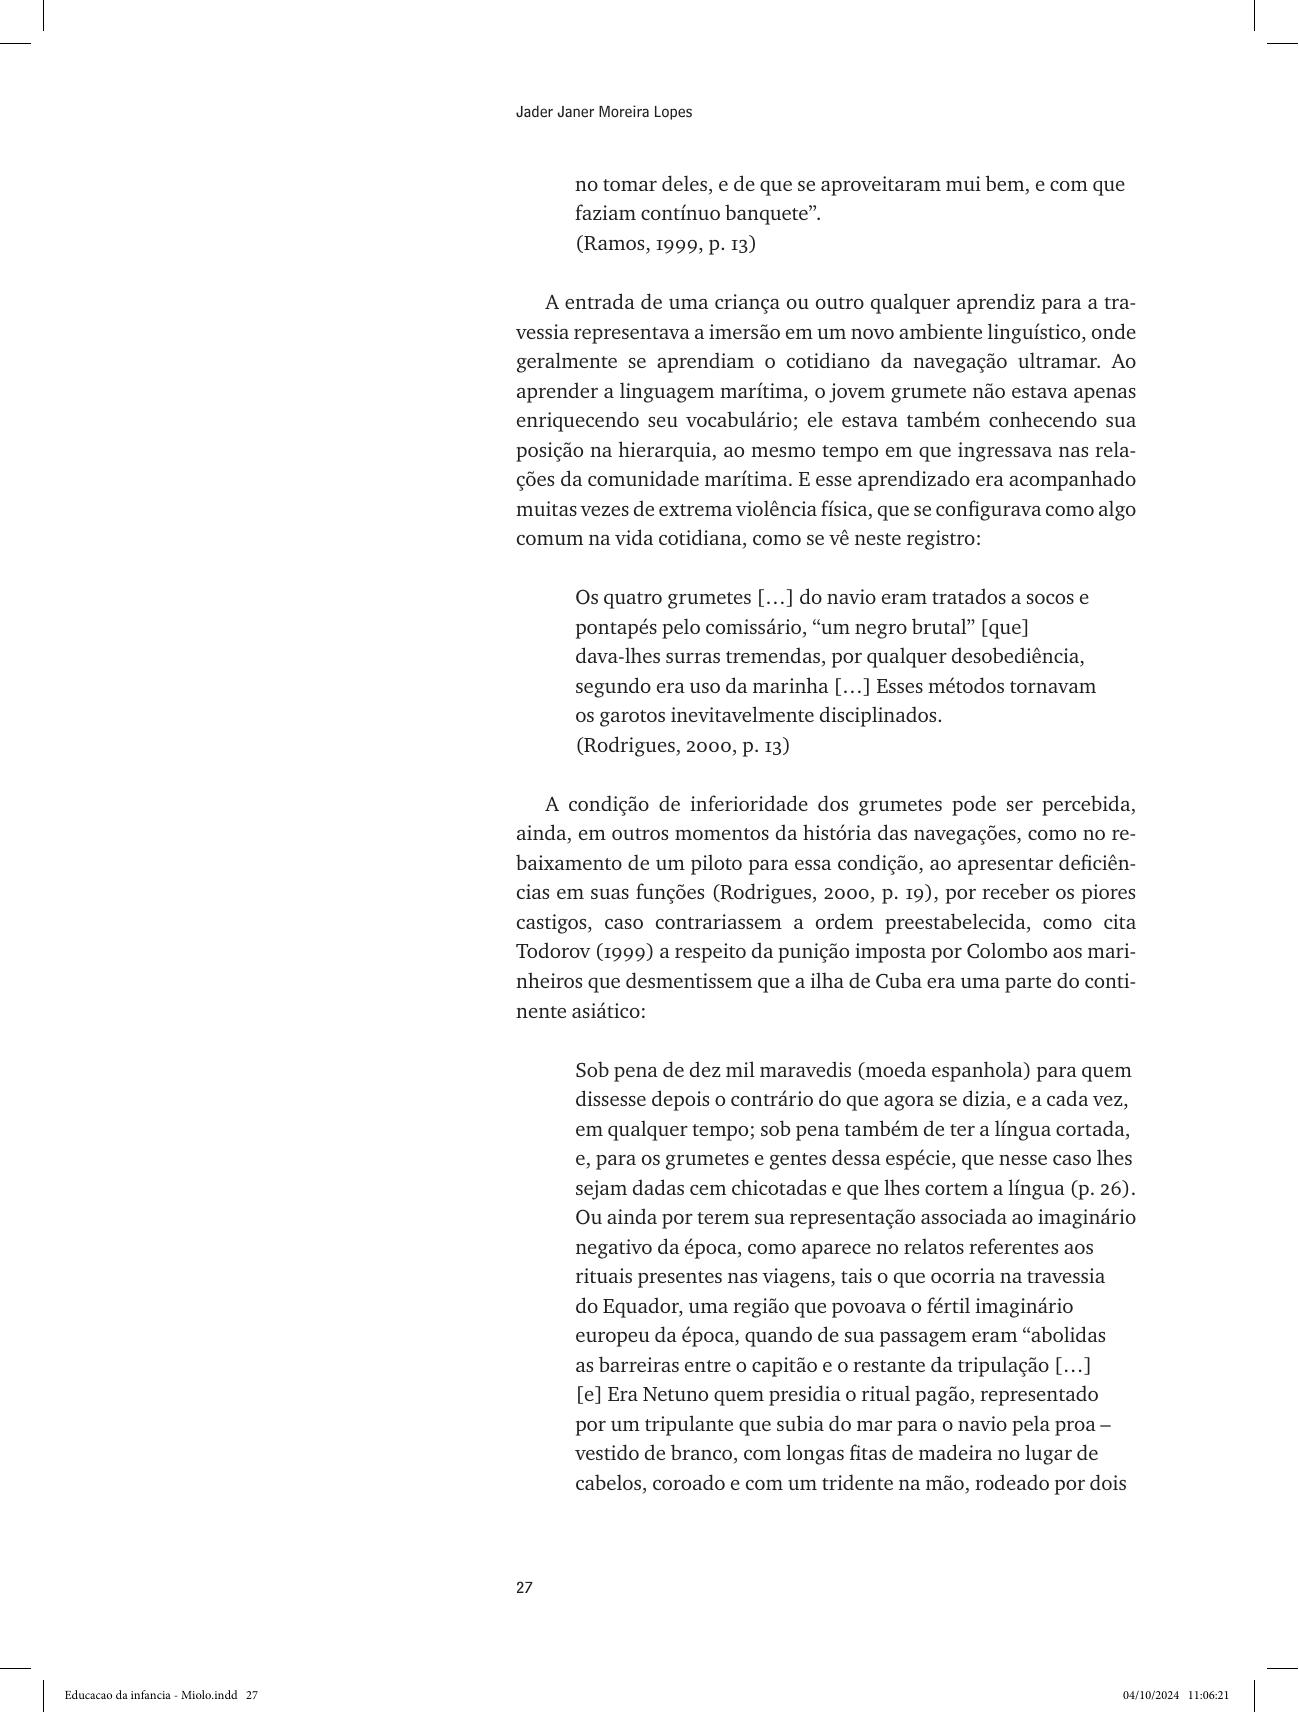 Jader Janer Moreira Lopes
no tomar deles, e de que se aproveitaram mui bem, e com que
faziam contínuo banquete”.
(Ramos, 1999, p. 13)
A entrada de uma criança ou outro qualquer aprendiz para a tra-
vessia representava a imersão em um novo ambiente linguístico, onde
geralmente se aprendiam o cotidiano da navegação ultramar. Ao
aprender a linguagem marítima, o jovem grumete não estava apenas
enriquecendo seu vocabulário; ele estava também conhecendo sua
posição na hierarquia, ao mesmo tempo em que ingressava nas rela-
ções da comunidade marítima. E esse aprendizado era acompanhado
muitas vezes de extrema violência física, que se configurava como algo
comum na vida cotidiana, como se vê neste registro:
Os quatro grumetes […] do navio eram tratados a socos e
pontapés pelo comissário, “um negro brutal” [que]
dava-lhes surras tremendas, por qualquer desobediência,
segundo era uso da marinha […] Esses métodos tornavam
os garotos inevitavelmente disciplinados.
(Rodrigues, 2000, p. 13)
A condição de inferioridade dos grumetes pode ser percebida,
ainda, em outros momentos da história das navegações, como no re-
baixamento de um piloto para essa condição, ao apresentar deficiên-
cias em suas funções (Rodrigues, 2000, p. 19), por receber os piores
castigos, caso contrariassem a ordem preestabelecida, como cita
Todorov (1999) a respeito da punição imposta por Colombo aos mari-
nheiros que desmentissem que a ilha de Cuba era uma parte do conti-
nente asiático:
Sob pena de dez mil maravedis (moeda espanhola) para quem
dissesse depois o contrário do que agora se dizia, e a cada vez,
em qualquer tempo; sob pena também de ter a língua cortada,
e, para os grumetes e gentes dessa espécie, que nesse caso lhes
sejam dadas cem chicotadas e que lhes cortem a língua (p. 26).
Ou ainda por terem sua representação associada ao imaginário
negativo da época, como aparece no relatos referentes aos
rituais presentes nas viagens, tais o que ocorria na travessia
do Equador, uma região que povoava o fértil imaginário
europeu da época, quando de sua passagem eram “abolidas
as barreiras entre o capitão e o restante da tripulação […]
[e] Era Netuno quem presidia o ritual pagão, representado
por um tripulante que subia do mar para o navio pela proa –
vestido de branco, com longas fitas de madeira no lugar de
cabelos, coroado e com um tridente na mão, rodeado por dois
27
Educacao da infancia - Miolo.indd 27
04/10/2024 11:06:21